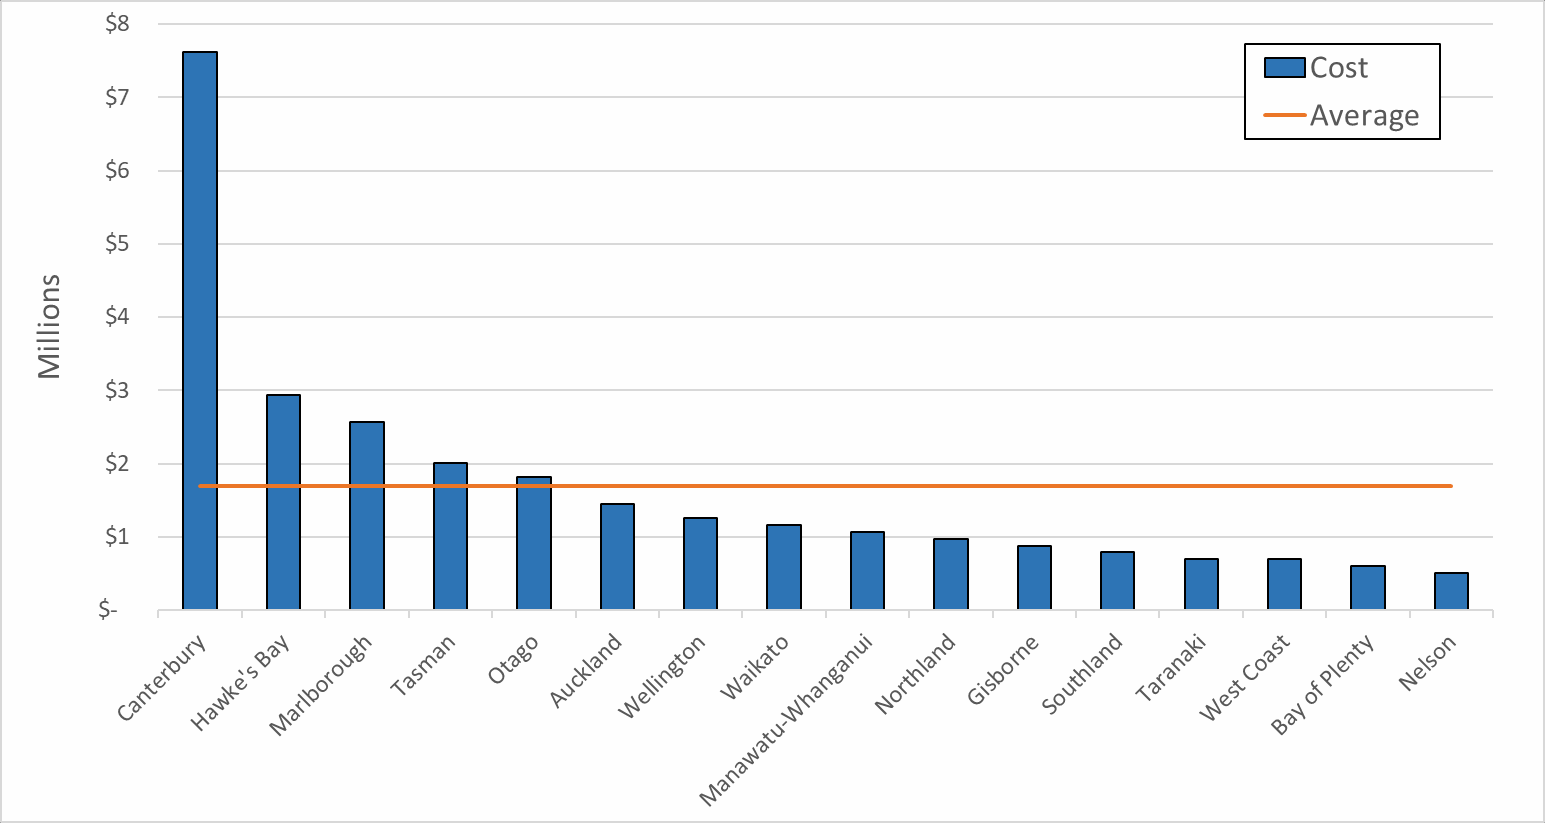 $8
$7
$6
$5
$4
$3
$2
$1
$-
Millions
Cost
Average
Canterbury
Hawke's Bay
Marlborough
Tasman
Otago
Auckland
Wellington
Waikato
Manawatu-Whanganui
Northland
Gisborne
Southland
Taranaki
West Coast
Bay of Plenty
Nelson